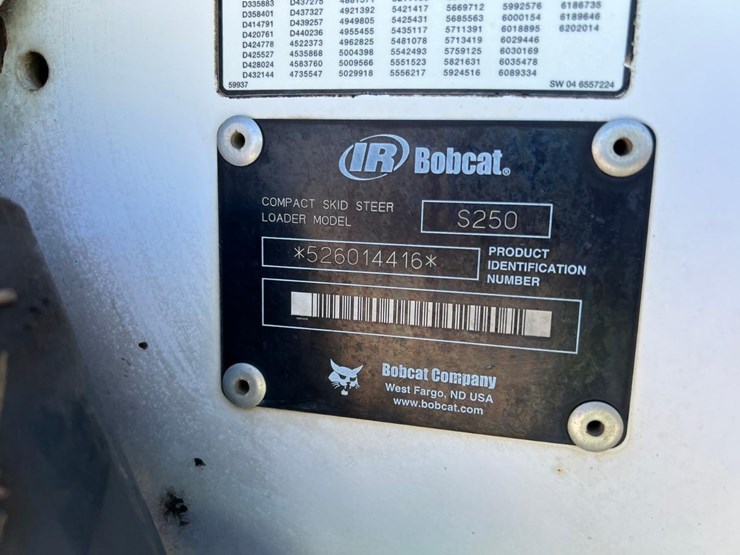 D335883 D437275 4881571 5992576 6186735
D358401 D437327 4921392 5421417 5669712 6000154 6189646
D414791 D439257 4949805 5425431 5685563 6018895 6202014
D420761 D440236 4955455 5435117 5711391 6029446
D424778 4522373 4962825 5481078 5713419 6030169
D425527 4535868 5004398 5542493 5759125 6035478
D428024 4583760 5009566 5551523 5821631 6089334
D432144 4735547 5029918 5556217 5924516
59937 SW 04 6557224
IR Bobcat®
COMPACT SKID STEER
LOADER MODEL
S250
*526014416*
PRODUCT
IDENTIFICATION
NUMBER
Bobcat Company
West Fargo, ND USA
www.bobcat.com